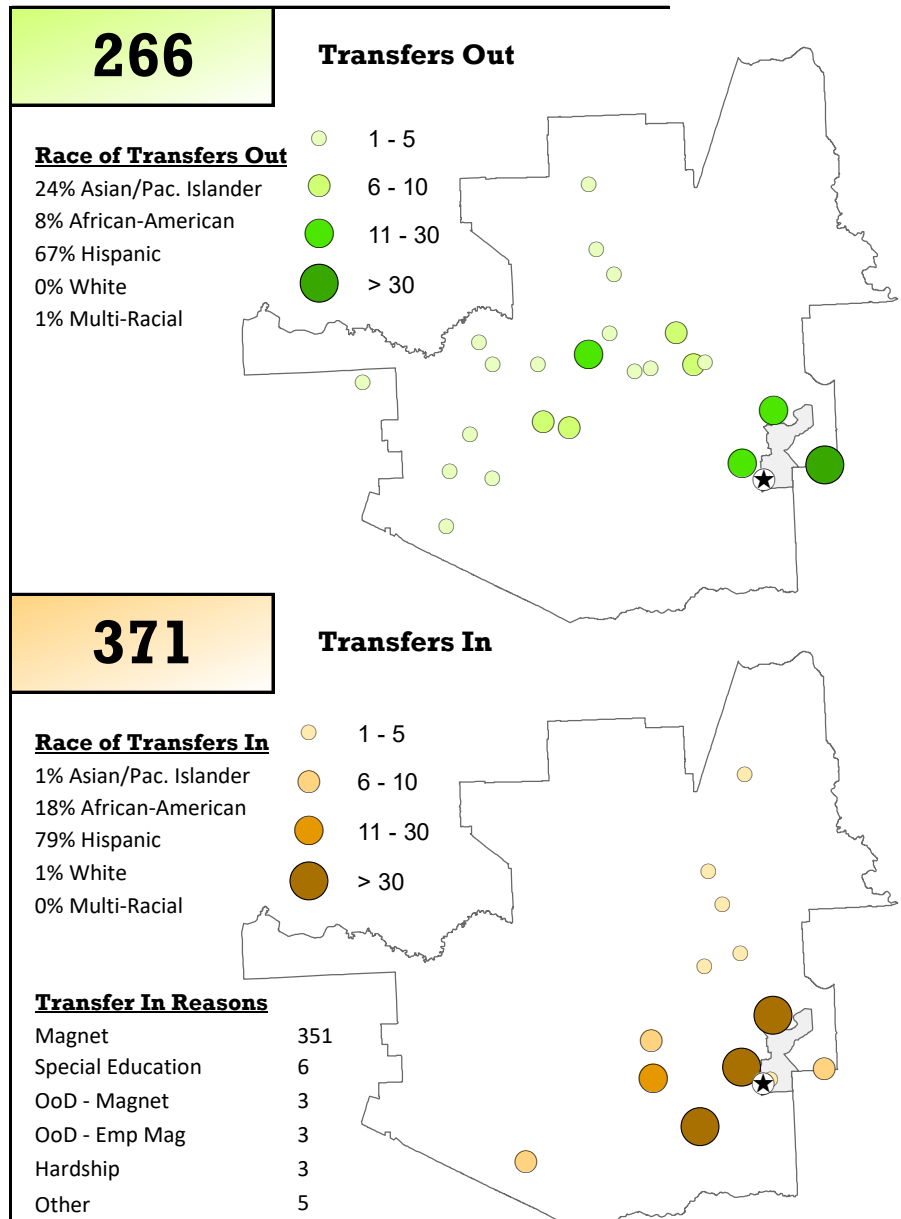 266
Transfers Out
Race of Transfers Out
24% Asian/Pac. Islander
8% African-American
67% Hispanic
0% White
1% Multi-Racial
1 - 5
6 - 10
11 - 30
> 30
371
Transfers In
Race of Transfers In
1% Asian/Pac. Islander
18% African-American
79% Hispanic
1% White
0% Multi-Racial
1 - 5
6 - 10
11 - 30
> 30
Transfer In Reasons
Magnet 351
Special Education 6
OoD - Magnet 3
OoD - Emp Mag 3
Hardship 3
Other 5